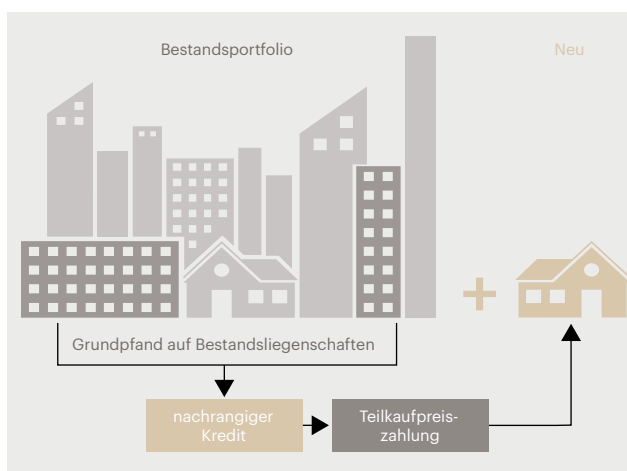 Bestandsportfolio
Neu
Grundpfand auf Bestandsliegenschaften
nachrangiger
Kredit
Teilkaufpreis-
zahlung